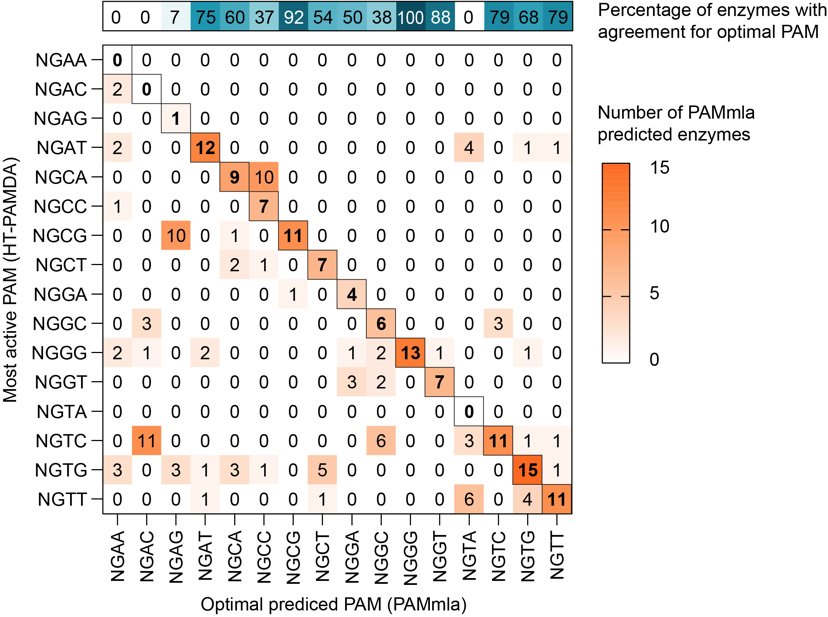 0 0 7 75 60 37 92 54 50 38 100 88 0 79 68 79
Percentage of enzymes with
agreement for optimal PAM
NGAA 0 0 0 0 0 0 0 0 0 0 0 0 0 0 0 0
NGAC 2 0 0 0 0 0 0 0 0 0 0 0 0 0 0 0
NGAG 0 0 1 0 0 0 0 0 0 0 0 0 0 0 0 0
NGAT 2 0 0 12 0 0 0 0 0 0 0 0 4 0 1 1
NGCA 0 0 0 0 9 10 0 0 0 0 0 0 0 0 0 0
NGCC 1 0 0 0 0 7 0 0 0 0 0 0 0 0 0 0
NGCG 0 0 10 0 1 0 11 0 0 0 0 0 0 0 0 0
NGCT 0 0 0 0 2 1 0 7 0 0 0 0 0 0 0 0
NGGA 0 0 0 0 0 0 1 0 4 0 0 0 0 0 0 0
NGGC 0 3 0 0 0 0 0 0 0 6 0 0 0 3 0 0
NGGG 2 1 0 2 0 0 0 0 1 2 13 1 0 0 1 0
NGGT 0 0 0 0 0 0 0 0 3 2 0 7 0 0 0 0
NGTA 0 0 0 0 0 0 0 0 0 0 0 0 0 0 0 0
NGTC 0 11 0 0 0 0 0 0 0 6 0 0 3 11 1 1
NGTG 3 0 3 1 3 1 0 5 0 0 0 0 0 0 15 1
NGTT 0 0 0 1 0 0 0 1 0 0 0 0 6 0 4 11
Most active PAM (HT-PAMDA)
NGAA NGAC NGAG NGAT NGCA NGCC NGCG NGCT NGGA NGGC NGGG NGGT NGTA NGTC NGTG NGTT
Optimal prediced PAM (PAMmla)
Number of PAMmla
predicted enzymes
15
10
5
0